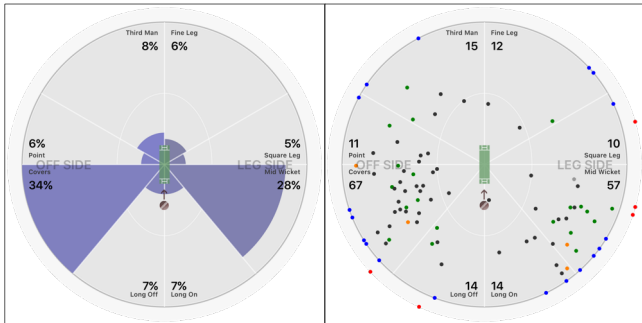 Third Man
Fine Leg
8%
6%
6%
Point
OFF SIDE
Covers
34%
5%
Square Leg
LEG SIDE
Mid Wicket
28%
7%
Long Off
7%
Long On
Third Man
Fine Leg
15
12
11
Point
OFF SIDE
Covers
67
10
Square Leg
LEG SIDE
Mid Wicket
57
14
Long Off
14
Long On